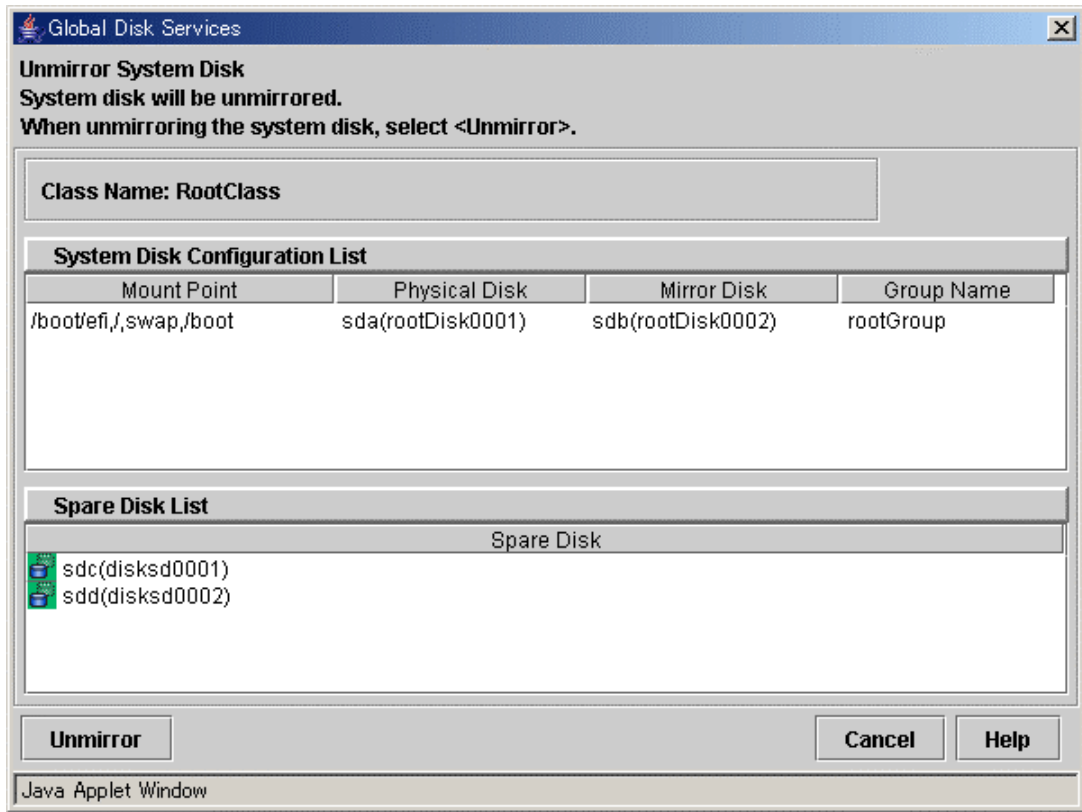 Global Disk Services
Unmirror System Disk
System disk will be unmirrored.
When unmirroring the system disk, select <Unmirror>.
Class Name: RootClass
System Disk Configuration List
Mount Point Physical Disk Mirror Disk Group Name
/boot/efi,/,swap,/boot sda(rootDisk0001) sdb(rootDisk0002) rootGroup
Spare Disk List
Spare Disk
sdc(disksd0001)
sdd(disksd0002)
Unmirror Cancel Help
Java Applet Window